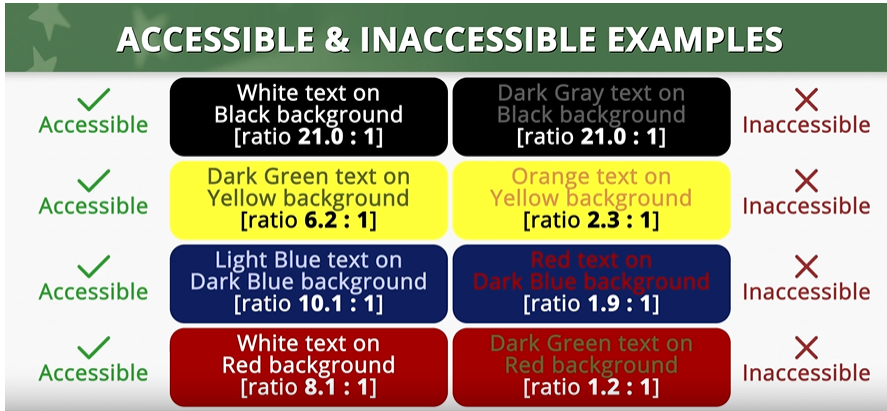 ACCESSIBLE & INACCESSIBLE EXAMPLES
Accessible
White text on
Black background
[ratio 21.0 : 1]
Dark Gray text on
Black background
[ratio 21.0 : 1]
Inaccessible
Accessible
Dark Green text on
Yellow background
[ratio 6.2 : 1]
Orange text on
Yellow background
[ratio 2.3 : 1]
Inaccessible
Accessible
Light Blue text on
Dark Blue background
[ratio 10.1 : 1]
Red text on
Dark Blue background
[ratio 1.9 : 1]
Inaccessible
Accessible
White text on
Red background
[ratio 8.1 : 1]
Dark Green text on
Red background
[ratio 1.2 : 1]
Inaccessible